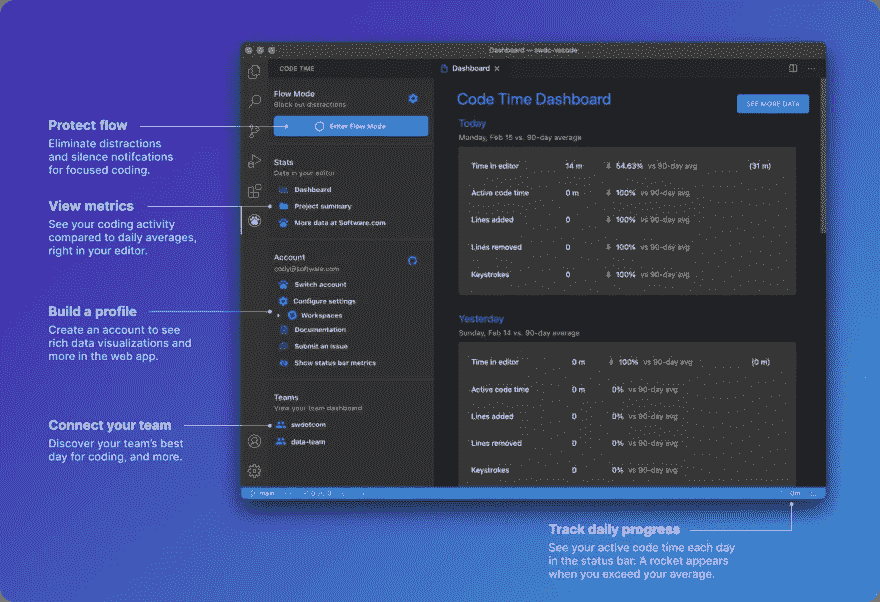 Dashboard — swdc-vscode
CODE TIME
Dashboard
Flow Mode
Block out distractions
Enter Flow Mode
Stats
Data in your editor
Dashboard
Project summary
More data at Software.com
Account
cody@software.com
Switch account
Configure settings
Workspaces
Documentation
Submit an issue
Show status bar metrics
Teams
View your team dashboard
swdotcom
data-team
main
Code Time Dashboard
SEE MORE DATA
Today
Monday, Feb 15 vs. 90-day average
Time in editor 14 m 54.63% vs 90-day avg (31 m)
Active code time 0 m 100% vs 90-day avg
Lines added 0 100% vs 90-day avg
Lines removed 0 100% vs 90-day avg
Keystrokes 0 100% vs 90-day avg
Yesterday
Sunday, Feb 14 vs. 90-day average
Time in editor 0 m 100% vs 90-day avg (0 m)
Active code time 0 m 0% vs 90-day avg
Lines added 0 0% vs 90-day avg
Lines removed 0 0% vs 90-day avg
Keystrokes 0 0% vs 90-day avg
0m
Protect flow
Eliminate distractions
and silence notifcations
for focused coding.
View metrics
See your coding activity
compared to daily averages,
right in your editor.
Build a profile
Create an account to see
rich data visualizations and
more in the web app.
Connect your team
Discover your team's best
day for coding, and more.
Track daily progress
See your active code time each day
in the status bar. A rocket appears
when you exceed your average.